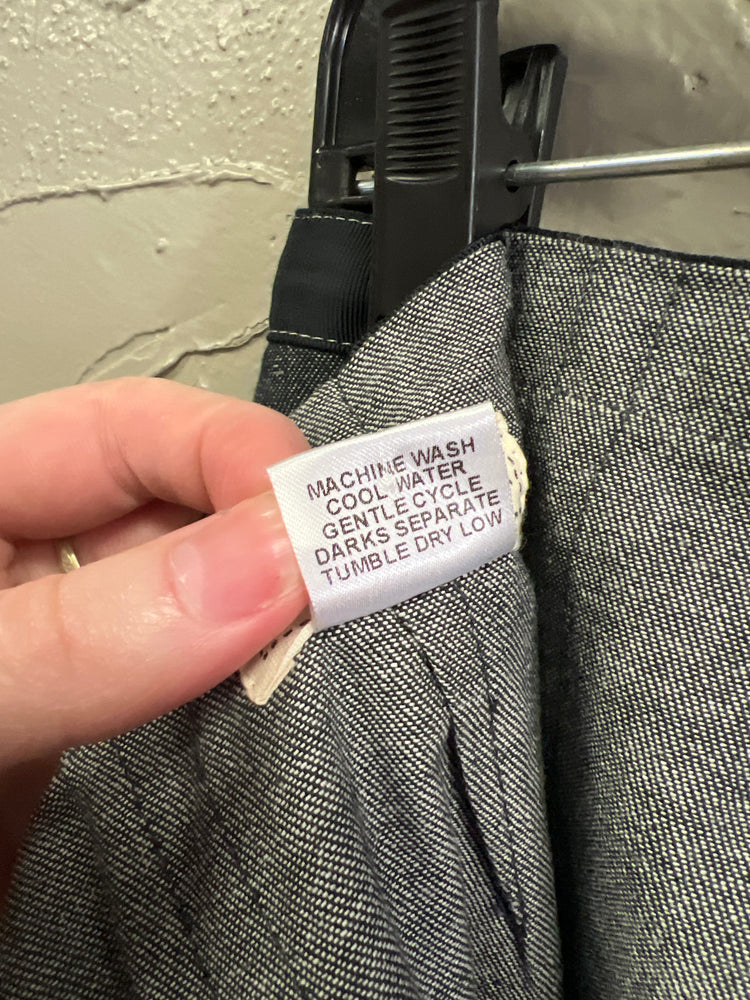 MACHINE WASH
COOL WATER
GENTLE CYCLE
DARKS SEPARATE
TUMBLE DRY LOW